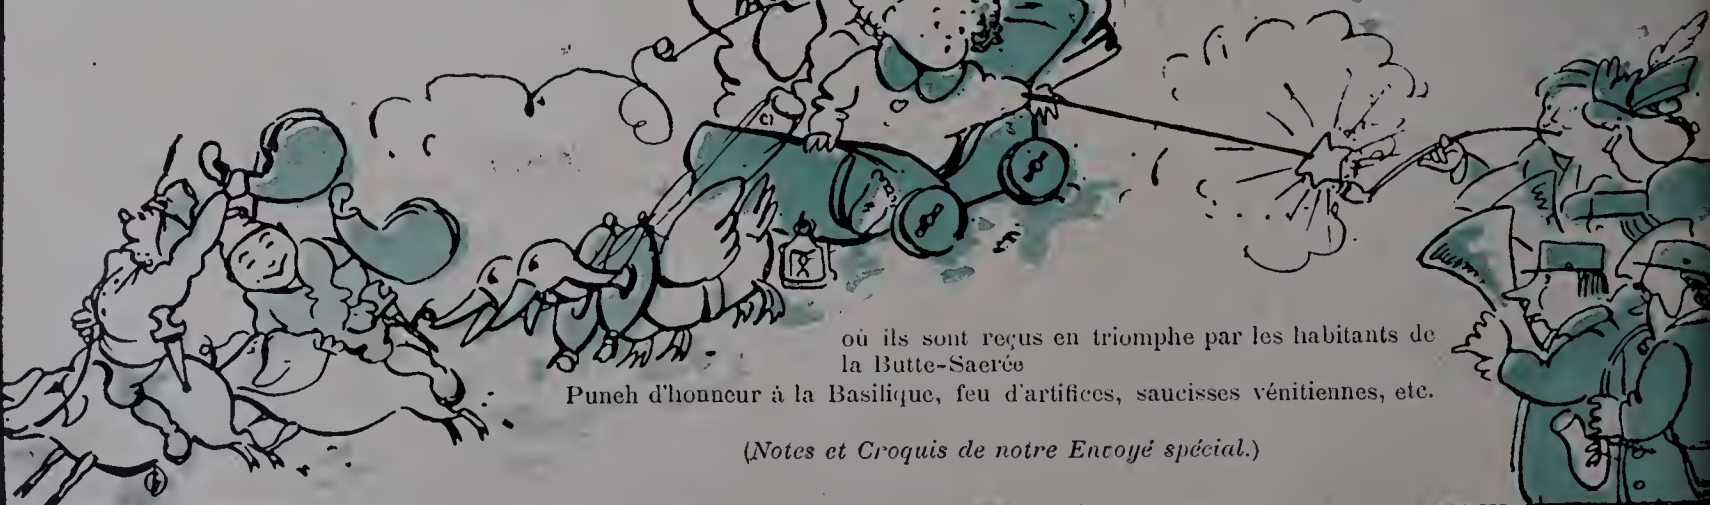 où ils sont reçus en triomphe par les habitants de
la Butte-Sacrée
Punch d'honneur à la Basilique, feu d'artifices, saucisses vénitiennes, etc.
(Notes et Croquis de notre Envoyé spécial.)